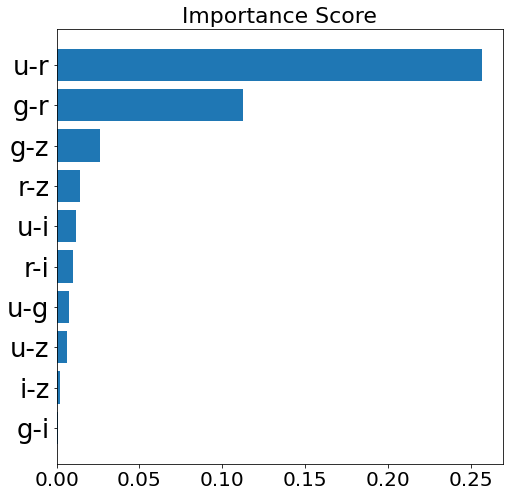 Importance Score
u-r
g-r
g-z
r-z
u-i
r-i
u-g
u-z
i-z
g-i
0.00 0.05 0.10 0.15 0.20 0.25